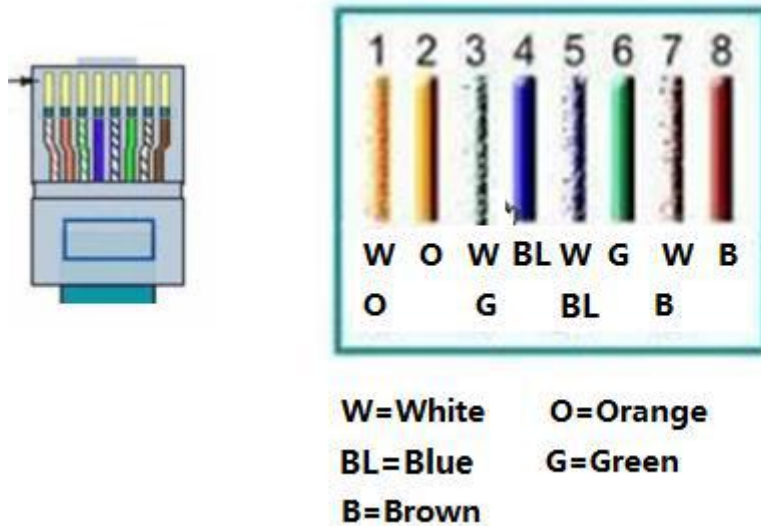 1 2 3 4 5 6 7 8
W O W BL W G W B
O G BL B
W=White O=Orange
BL=Blue G=Green
B=Brown